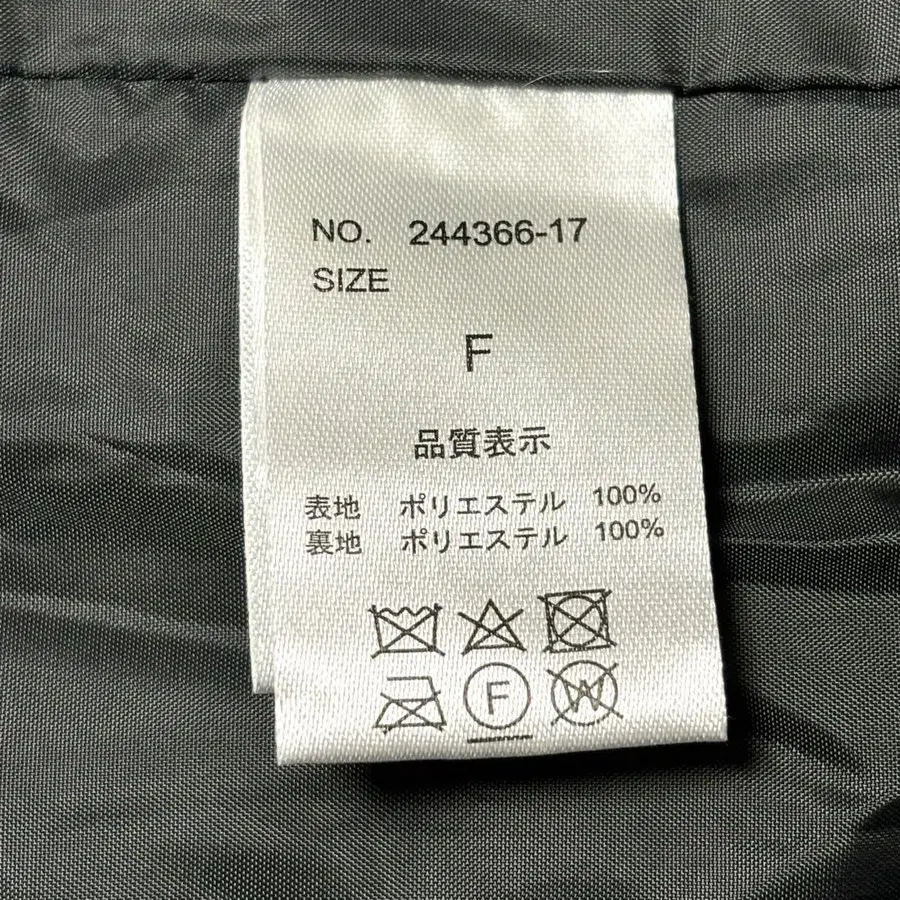 NO. 244366-17
SIZE
F
品質表示
表地 ポリエステル 100%
裏地 ポリエステル 100%
F W